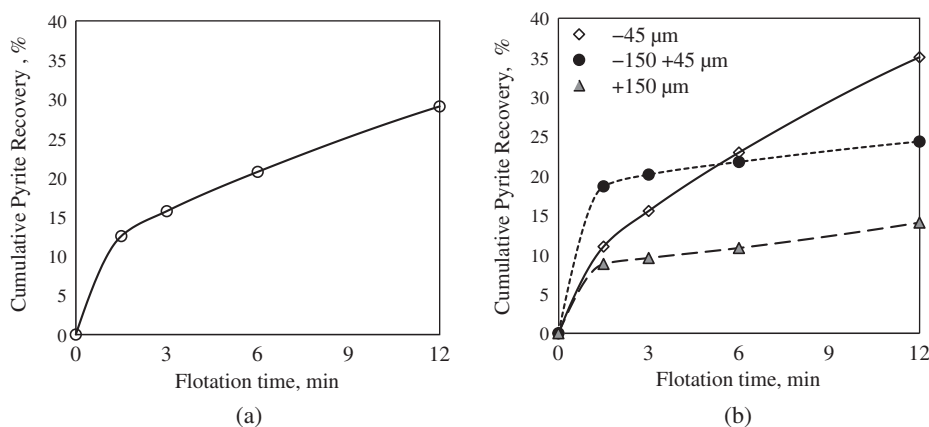 Cumulative Pyrite Recovery , %
40
35
30
25
20
15
10
5
0
0 3 6 9 12
Flotation time, min
(a)
Cumulative Pyrite Recovery, %
40
35
30
25
20
15
10
5
0
−45 μm
−150 +45 μm
+150 μm
0 3 6 9 12
Flotation time, min
(b)